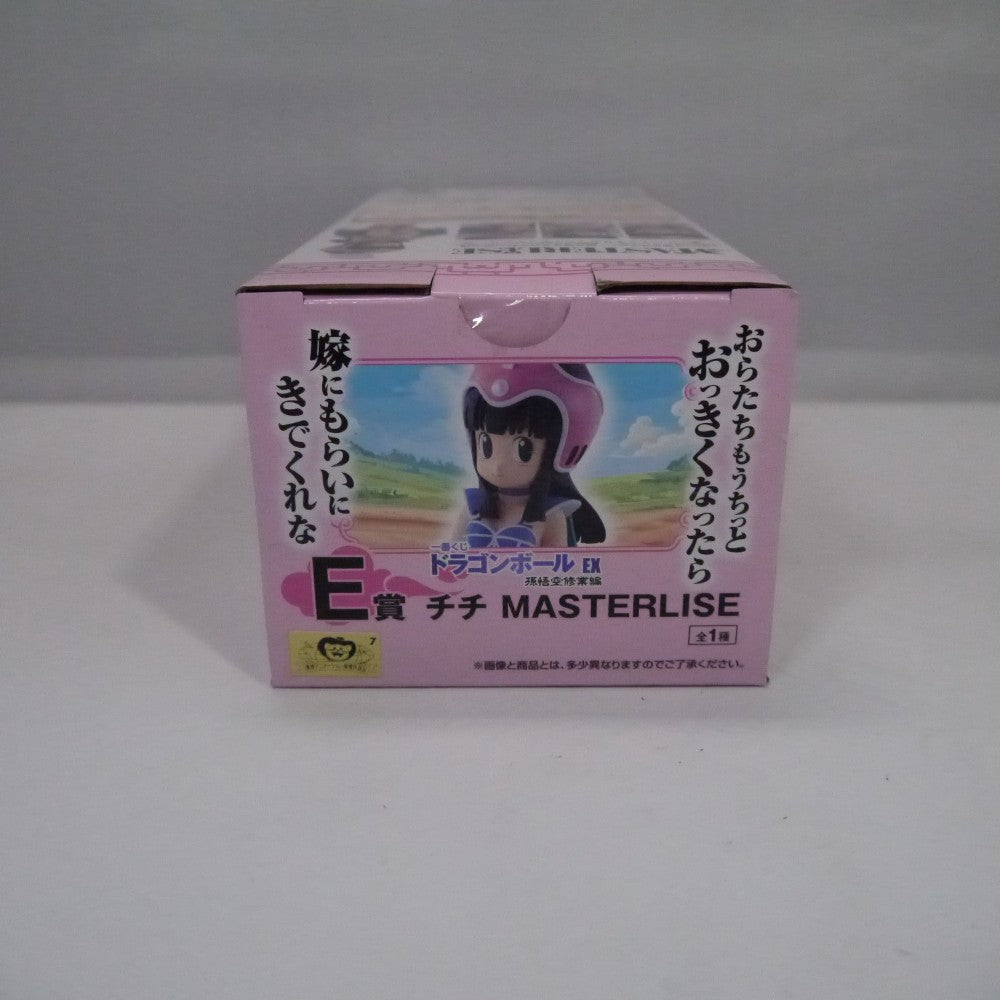 MASTERLISE
おらたちもうちっと
おっきくなったら
嫁にもらいに
きでくれな
一番くじ
ドラゴンボール EX
孫悟空修業編
E賞 チチ MASTERLISE
全1種
7
※画像と商品とは、多少異なりますのでご了承ください。